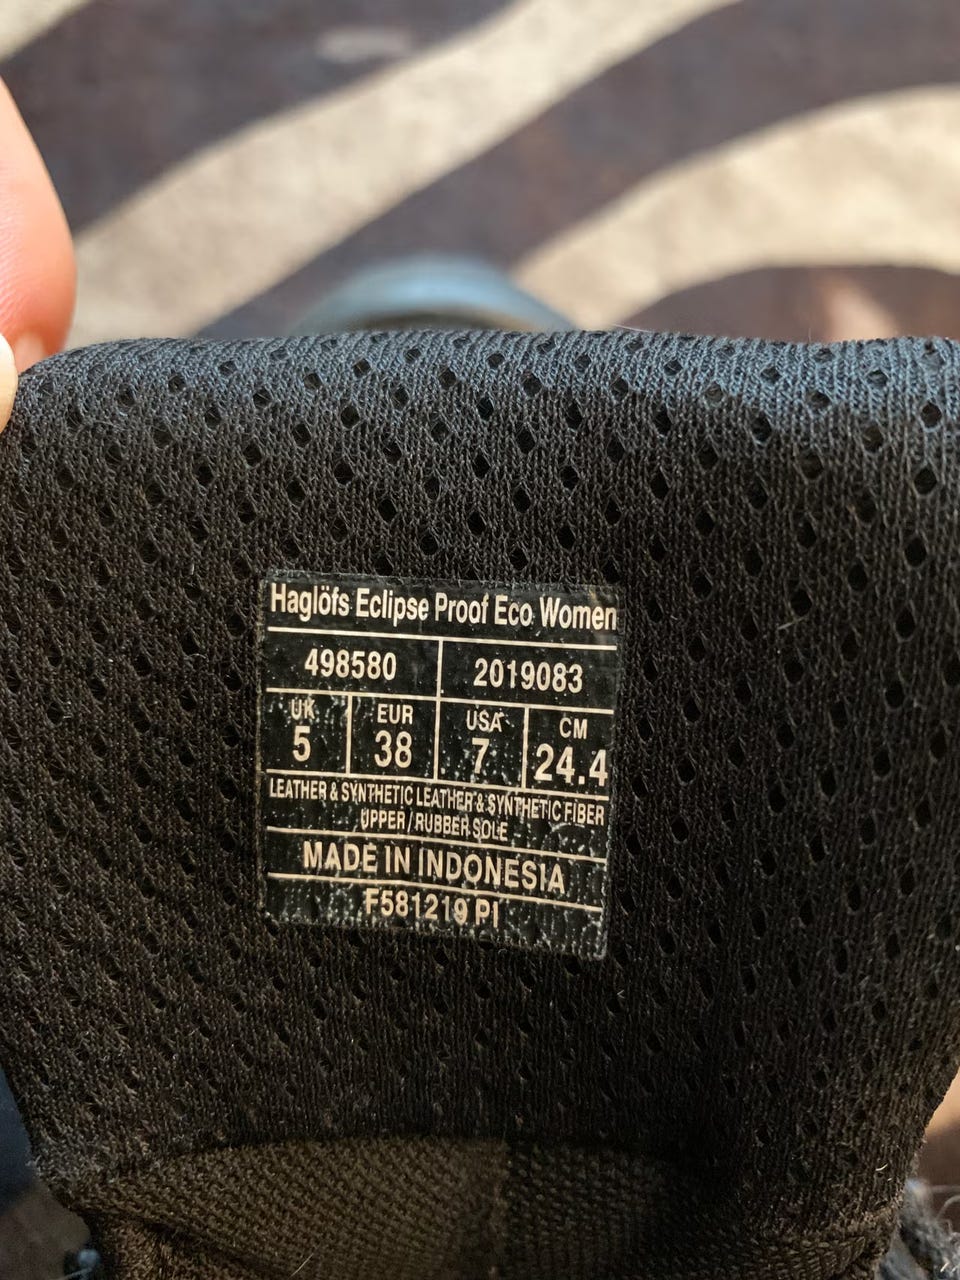 Haglöfs Eclipse Proof Eco Women
498580 2019083
UK EUR USA CM
5 38 7 24.4
LEATHER & SYNTHETIC LEATHER & SYNTHETIC FIBER
UPPER / RUBBER SOLE
MADE IN INDONESIA
F581219 PI